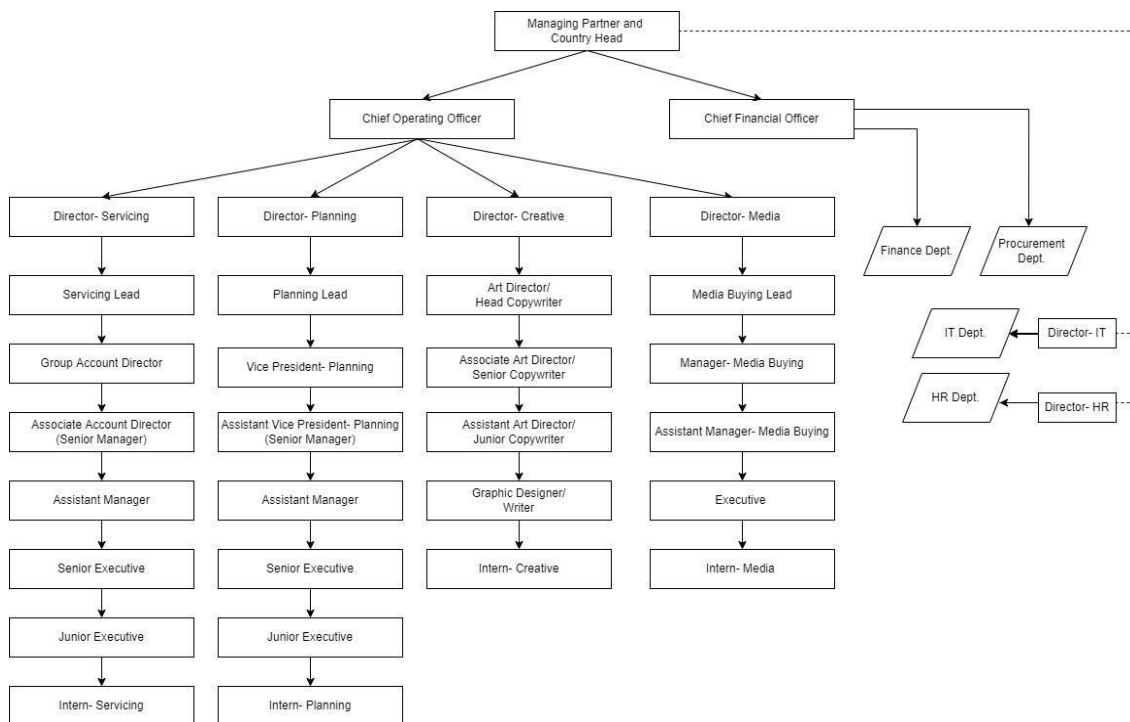 Managing Partner and
Country Head
Chief Operating Officer
Chief Financial Officer
Director- Servicing
Director- Planning
Director- Creative
Director- Media
Finance Dept.
Procurement
Dept.
Servicing Lead
Planning Lead
Art Director/
Head Copywriter
Media Buying Lead
IT Dept.
Director- IT
Group Account Director
Vice President- Planning
Associate Art Director/
Senior Copywriter
Manager- Media Buying
HR Dept.
Director- HR
Associate Account Director
(Senior Manager)
Assistant Vice President- Planning
(Senior Manager)
Assistant Art Director/
Junior Copywriter
Assistant Manager- Media Buying
Assistant Manager
Assistant Manager
Graphic Designer/
Writer
Executive
Senior Executive
Senior Executive
Intern- Creative
Intern- Media
Junior Executive
Junior Executive
Intern- Servicing
Intern- Planning